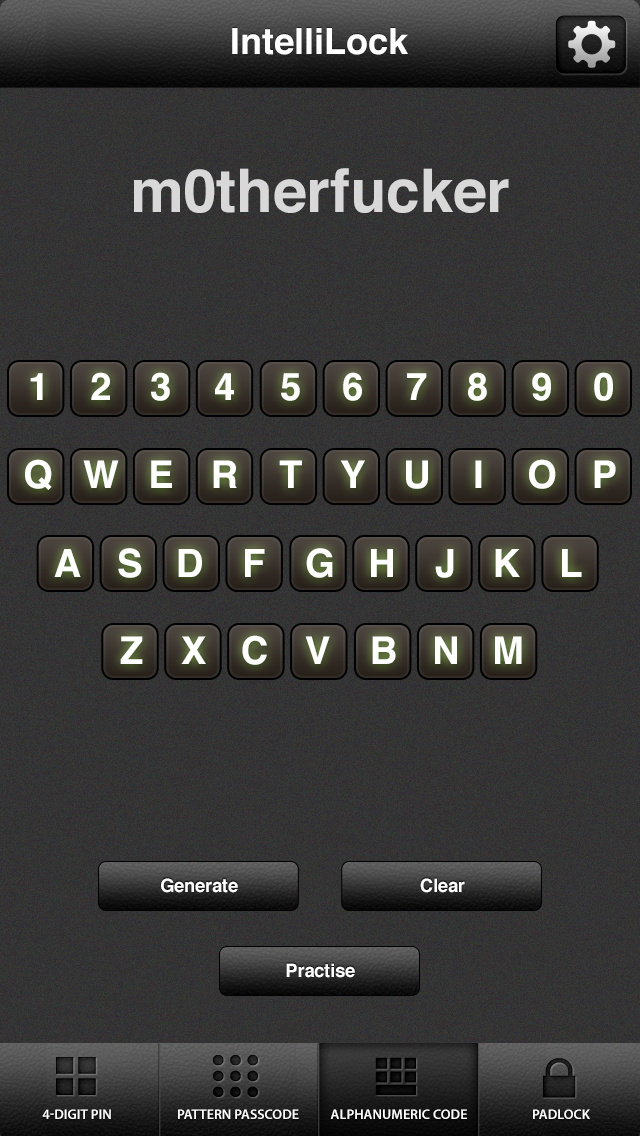 IntelliLock
m0therfucker
1 2 3 4 5 6 7 8 9 0
Q W E R T Y U I O P
A S D F G H J K L
Z X C V B N M
Generate Clear
Practise
4-DIGIT PIN PATTERN PASSCODE ALPHANUMERIC CODE PADLOCK